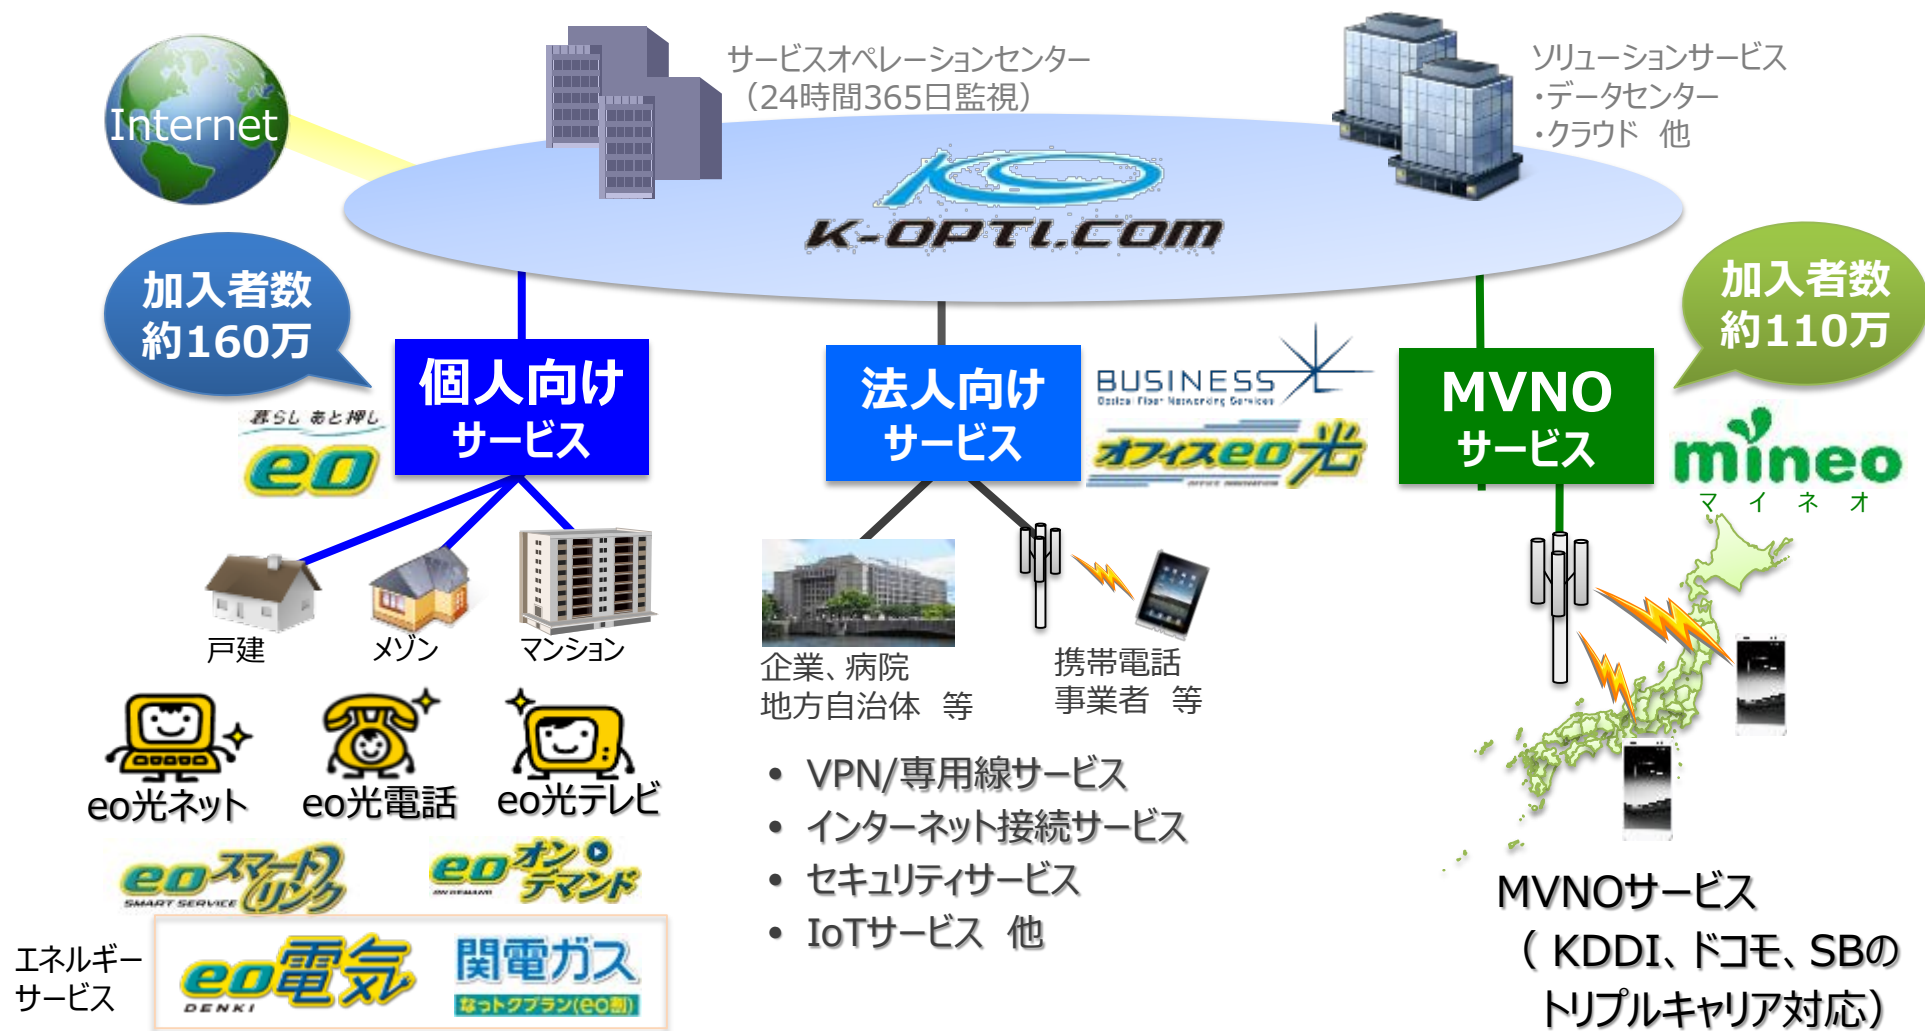 Internet
サービスオペレーションセンター
（24時間365日監視）
ソリューションサービス
・データセンター
・クラウド　他
K-OPTI.COM
加入者数
約160万
加入者数
約110万
個人向け
サービス
法人向け
サービス
MVNO
サービス
暮らし あと押し
eo
BUSINESS
Optical Fiber Networking Services
オフィスeo光
OFFICE INNOVATION
mineo
マイネオ
戸建
メゾン
マンション
企業、病院
地方自治体　等
携帯電話
事業者　等
eo光ネット
eo光電話
eo光テレビ
eoスマートリンク
SMART SERVICE
eoオンデマンド
ON DEMAND
• VPN/専用線サービス
• インターネット接続サービス
• セキュリティサービス
• IoTサービス　他
エネルギー
サービス
eo電気
DENKI
関電ガス
なっトクプラン(eo割)
MVNOサービス
（ KDDI、ドコモ、SBの
トリプルキャリア対応）